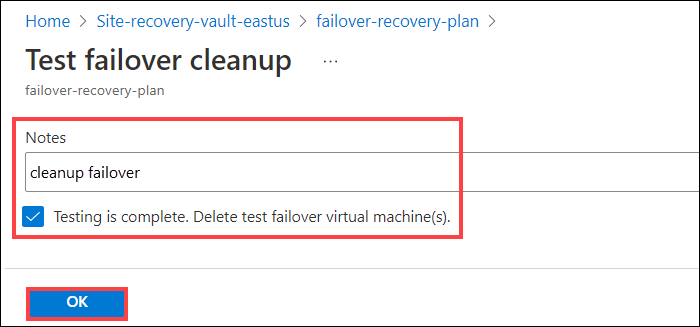 Home > Site-recovery-vault-eastus > failover-recovery-plan >
Test failover cleanup ...
failover-recovery-plan
Notes
cleanup failover
Testing is complete. Delete test failover virtual machine(s).
OK